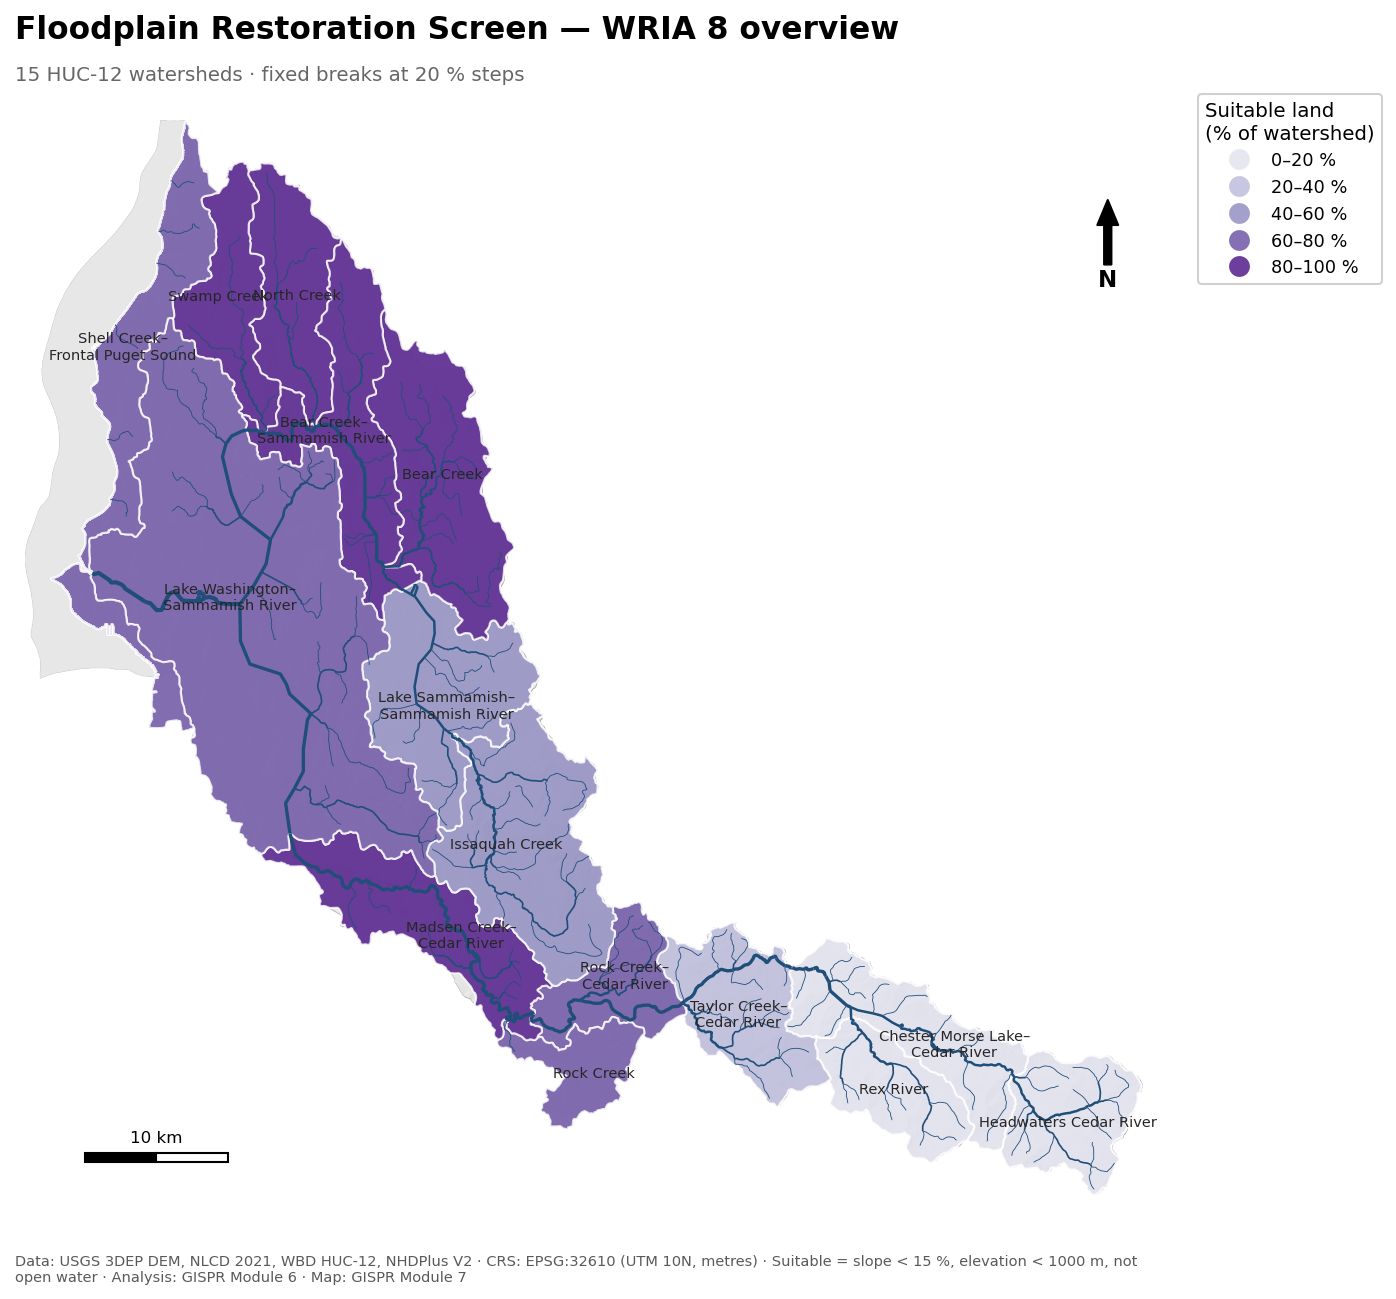 Floodplain Restoration Screen — WRIA 8 overview
15 HUC-12 watersheds · fixed breaks at 20 % steps
Suitable land
(% of watershed)
0–20 %
20–40 %
40–60 %
60–80 %
80–100 %
N
Swamp Creek
North Creek
Shell Creek–
Frontal Puget Sound
Bear Creek–
Sammamish River
Bear Creek
Lake Washington–
Sammamish River
Lake Sammamish–
Sammamish River
Issaquah Creek
Madsen Creek–
Cedar River
Rock Creek–
Cedar River
Taylor Creek–
Cedar River
Chester Morse Lake–
Cedar River
Rock Creek
Rex River
Headwaters Cedar River
10 km
Data: USGS 3DEP DEM, NLCD 2021, WBD HUC-12, NHDPlus V2 · CRS: EPSG:32610 (UTM 10N, metres) · Suitable = slope < 15 %, elevation < 1000 m, not
open water · Analysis: GISPR Module 6 · Map: GISPR Module 7